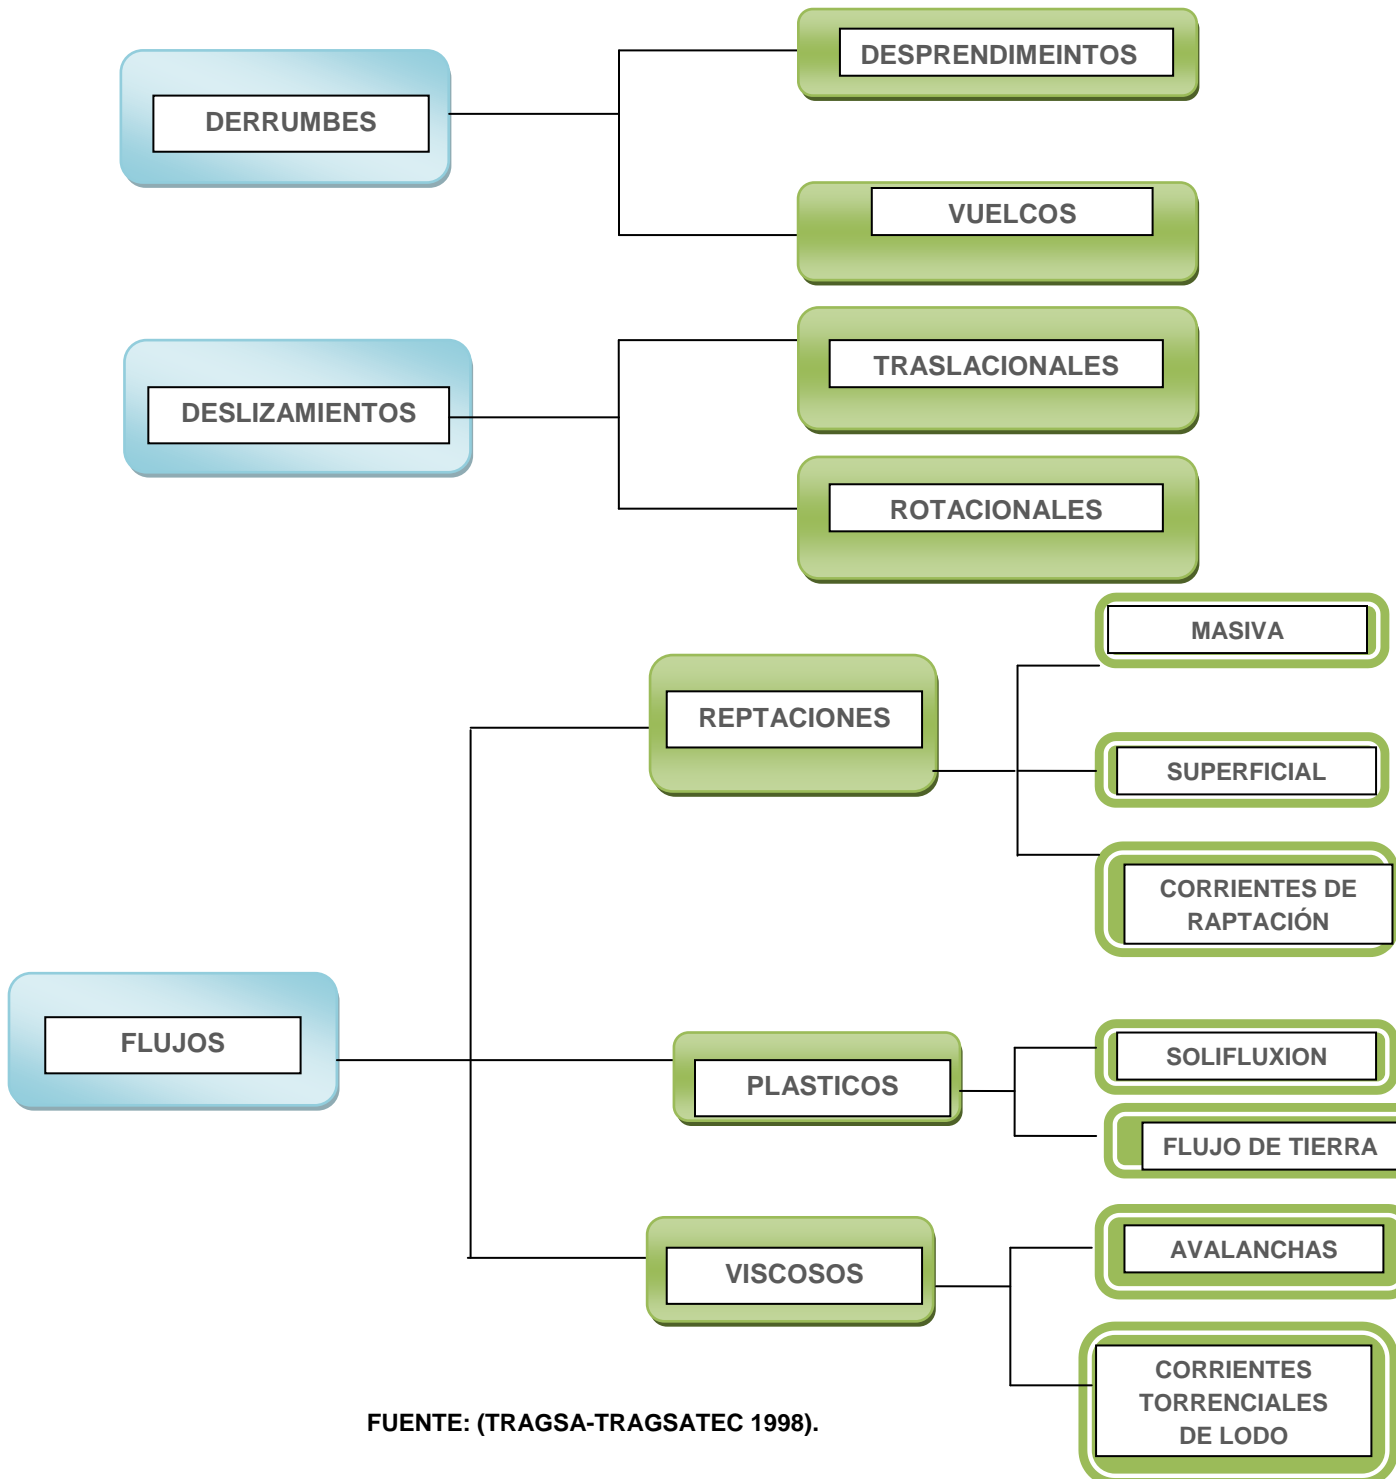 DESPRENDIMEINTOS
DERRUMBES
VUELCOS
TRASLACIONALES
DESLIZAMIENTOS
ROTACIONALES
MASIVA
REPTACIONES
SUPERFICIAL
CORRIENTES DE
RAPTACIÓN
FLUJOS
SOLIFLUXION
PLASTICOS
FLUJO DE TIERRA
AVALANCHAS
VISCOSOS
CORRIENTES
TORRENCIALES
DE LODO
FUENTE: (TRAGSA-TRAGSATEC 1998).